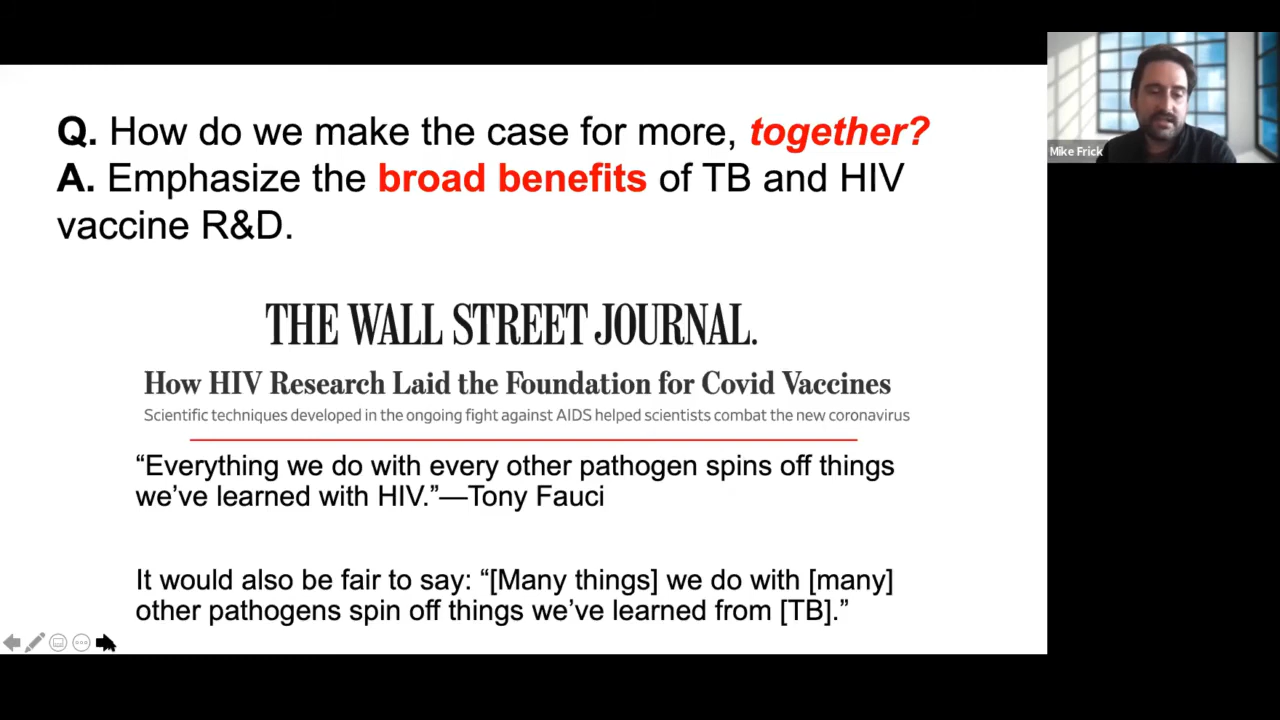 Q. How do we make the case for more, together?
A. Emphasize the broad benefits of TB and HIV
vaccine R&D.
THE WALL STREET JOURNAL.
How HIV Research Laid the Foundation for Covid Vaccines
Scientific techniques developed in the ongoing fight against AIDS helped scientists combat the new coronavirus
“Everything we do with every other pathogen spins off things
we’ve learned with HIV.”—Tony Fauci
It would also be fair to say: “[Many things] we do with [many]
other pathogens spin off things we’ve learned from [TB].”
Mike Frick